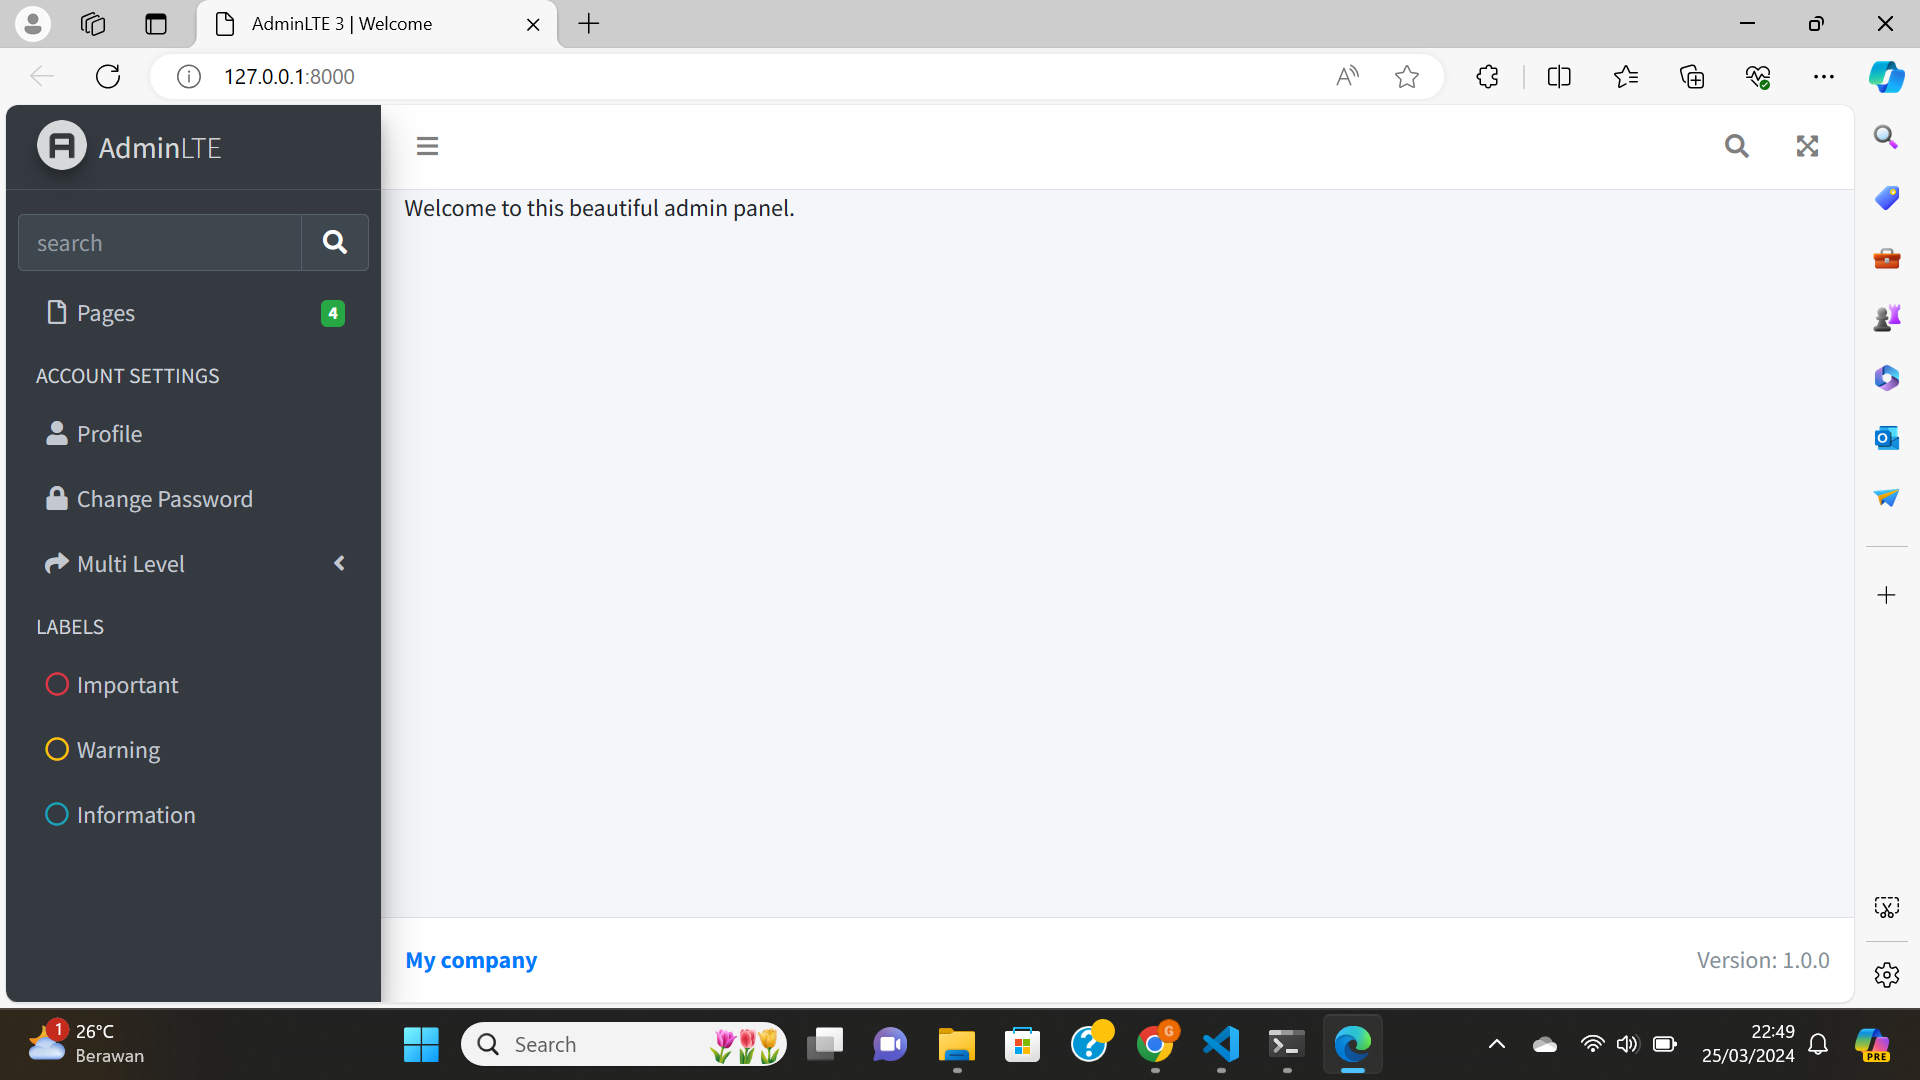 AdminLTE 3 | Welcome
127.0.0.1:8000
AdminLTE
search
Pages 4
ACCOUNT SETTINGS
Profile
Change Password
Multi Level
LABELS
Important
Warning
Information
Welcome to this beautiful admin panel.
My company
Version: 1.0.0
1
26°C
Berawan
Search
G
22:49
25/03/2024
PRE